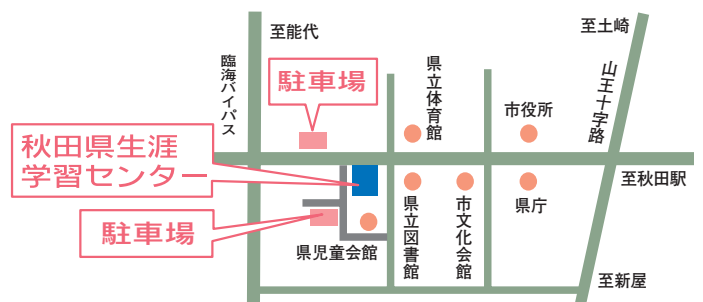 至能代
至土崎
臨海バイパス
駐車場
県立体育館
市役所
山王十字路
秋田県生涯
学習センター
至秋田駅
駐車場
県児童会館
県立図書館
市文化会館
県庁
至新屋